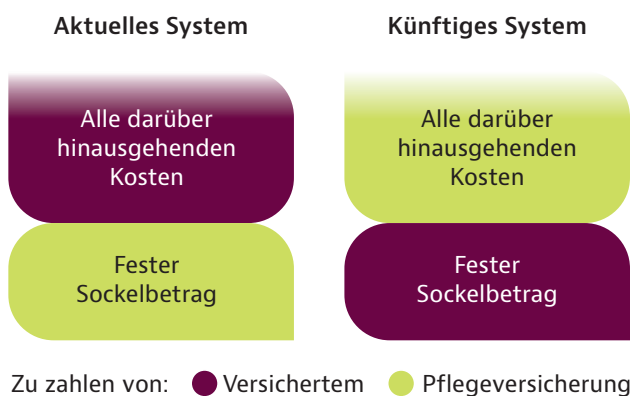 Aktuelles System
Künftiges System
Alle darüber
hinausgehenden
Kosten
Alle darüber
hinausgehenden
Kosten
Fester
Sockelbetrag
Fester
Sockelbetrag
Zu zahlen von: Versichertem Pflegeversicherung